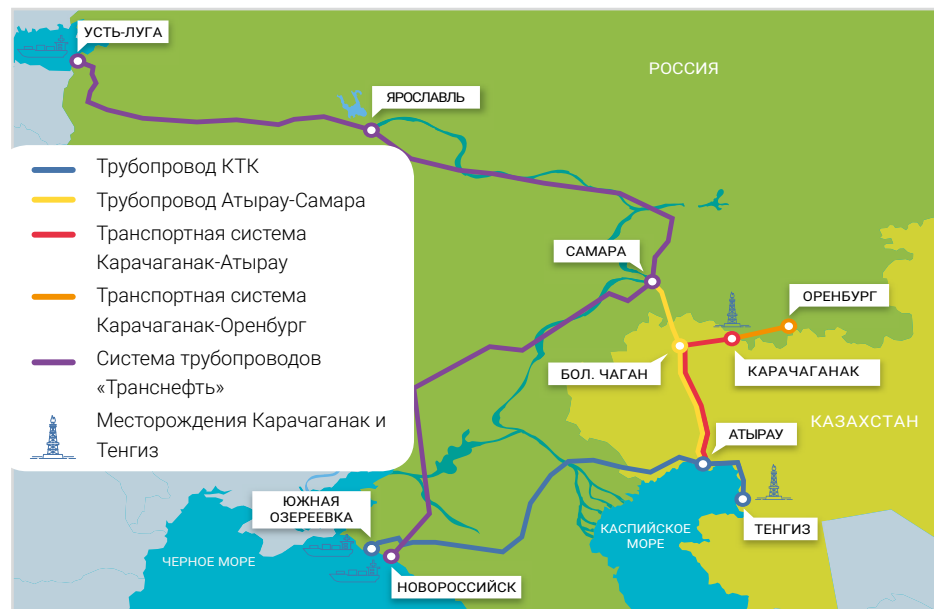 УСТЬ-ЛУГА
РОССИЯ
ЯРОСЛАВЛЬ
Трубопровод КТК
Трубопровод Атырау-Самара
Транспортная система
Карачаганак-Атырау
Транспортная система
Карачаганак-Оренбург
Система трубопроводов
«Транснефть»
Месторождения Карачаганак и
Тенгиз
САМАРА
ОРЕНБУРГ
БОЛ. ЧАГАН
КАРАЧАГАНАК
КАЗАХСТАН
АТЫРАУ
ЮЖНАЯ
ОЗЕРЕЕВКА
КАСПИЙСКОЕ
МОРЕ
ТЕНГИЗ
ЧЕРНОЕ МОРЕ
НОВОРОССИЙСК